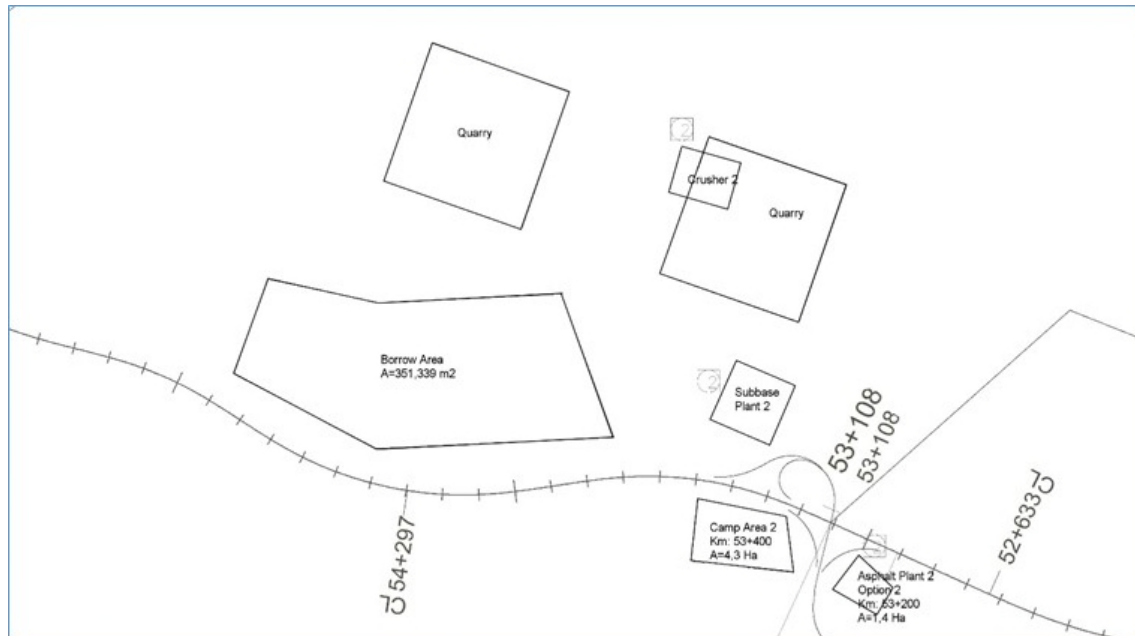 Quarry
2
Crusher 2
Quarry
Borrow Area
A=351,339 m2
2
Subbase
Plant 2
53+108
53+108
52+633
54+297
Camp Area 2
Km: 53+400
A=4,3 Ha
Asphalt Plant 2
Option 2
Km: 53+200
A=1,4 Ha